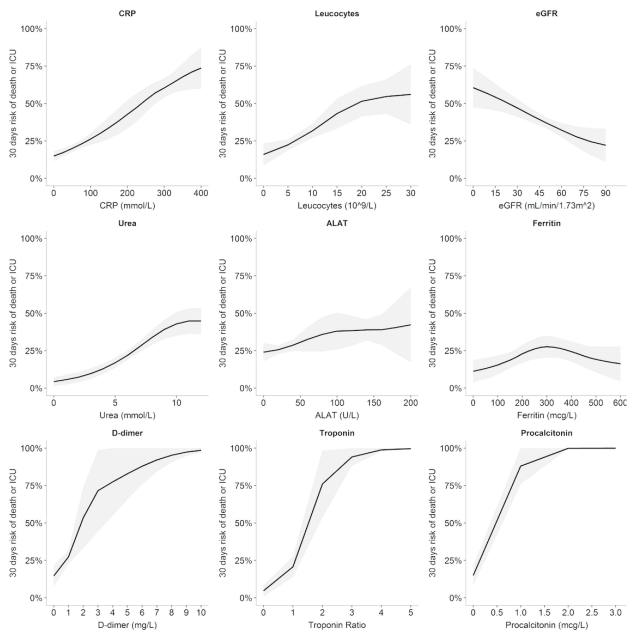 CRP
30 days risk of death or ICU
100%
75%
50%
25%
0%
0 100 200 300 400
CRP (mmol/L)
Leucocytes
30 days risk of death or ICU
100%
75%
50%
25%
0%
0 5 10 15 20 25 30
Leucocytes (10^9/L)
eGFR
30 days risk of death or ICU
100%
75%
50%
25%
0%
0 15 30 45 60 75 90
eGFR (mL/min/1.73m^2)
Urea
30 days risk of death or ICU
100%
75%
50%
25%
0%
0 5 10
Urea (mmol/L)
ALAT
30 days risk of death or ICU
100%
75%
50%
25%
0%
0 50 100 150 200
ALAT (U/L)
Ferritin
30 days risk of death or ICU
100%
75%
50%
25%
0%
0 100 200 300 400 500 600
Ferritin (mcg/L)
D-dimer
30 days risk of death or ICU
100%
75%
50%
25%
0%
0 1 2 3 4 5 6 7 8 9 10
D-dimer (mg/L)
Troponin
30 days risk of death or ICU
100%
75%
50%
25%
0%
0 1 2 3 4 5
Troponin Ratio
Procalcitonin
30 days risk of death or ICU
100%
75%
50%
25%
0%
0.0 0.5 1.0 1.5 2.0 2.5 3.0
Procalcitonin (mcg/L)